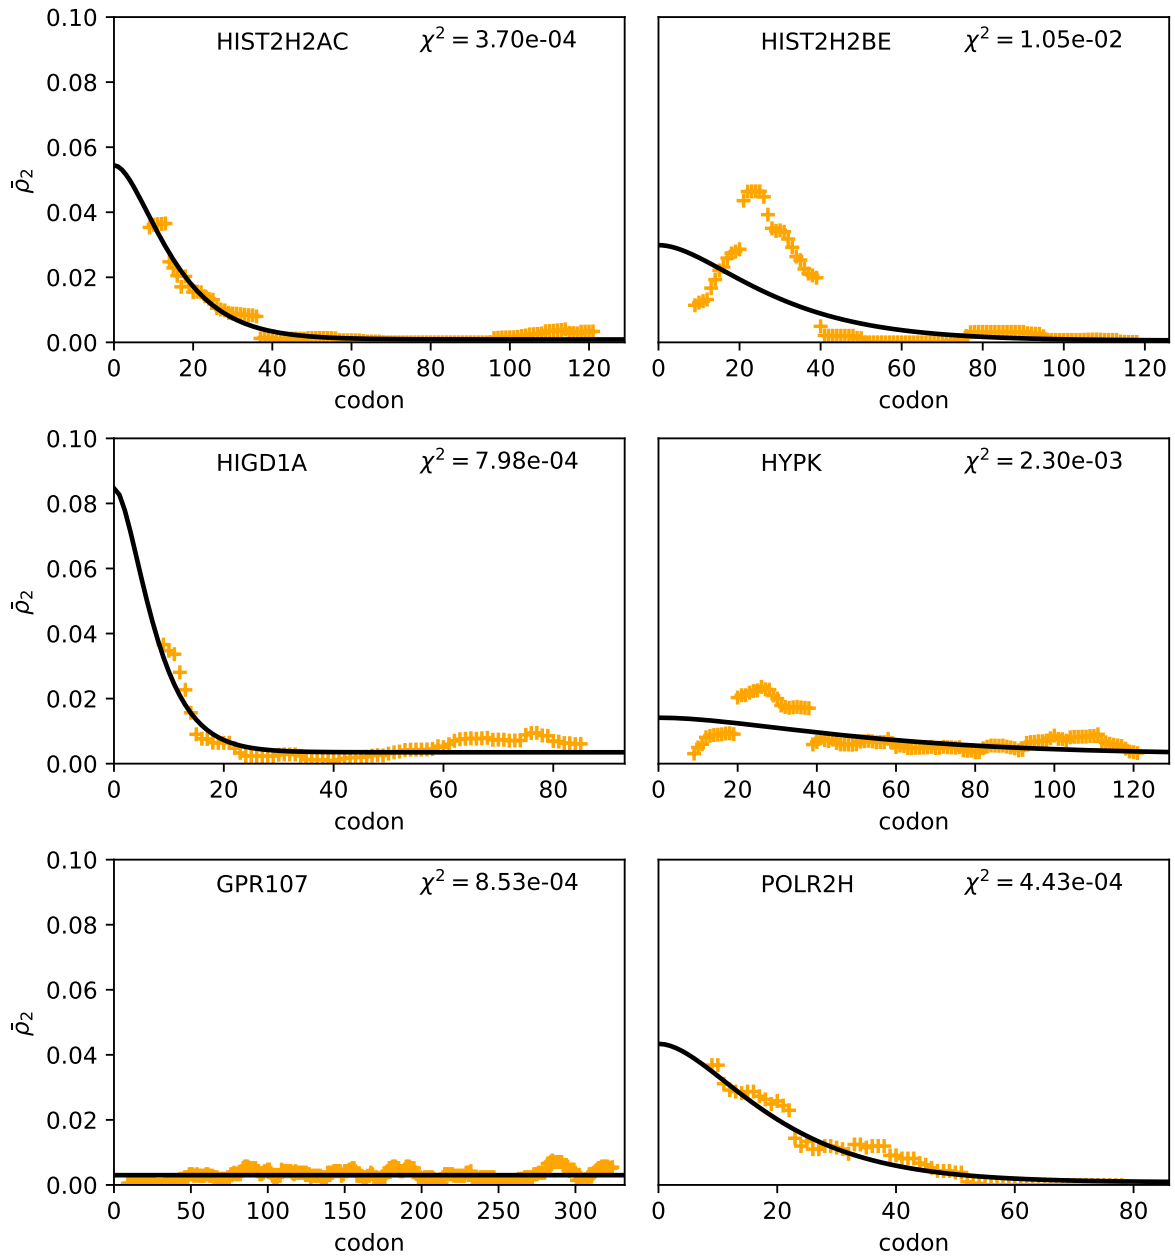 HIST2H2AC χ² = 3.70e-04
HIST2H2BE χ² = 1.05e-02
0.10
0.08
0.06
0.04
0.02
0.00
ρ̄₂
0 20 40 60 80 100 120
0 20 40 60 80 100 120
codon
codon
HIGD1A χ² = 7.98e-04
HYPK χ² = 2.30e-03
0.10
0.08
0.06
0.04
0.02
0.00
ρ̄₂
0 20 40 60 80
0 20 40 60 80 100 120
codon
codon
GPR107 χ² = 8.53e-04
POLR2H χ² = 4.43e-04
0.10
0.08
0.06
0.04
0.02
0.00
ρ̄₂
0 50 100 150 200 250 300
0 20 40 60 80
codon
codon